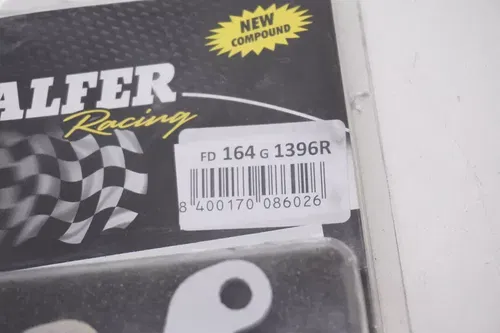 NEW
COMPOUND
ALFER
Racing
FD 164 G 1396R
8 400170 086026